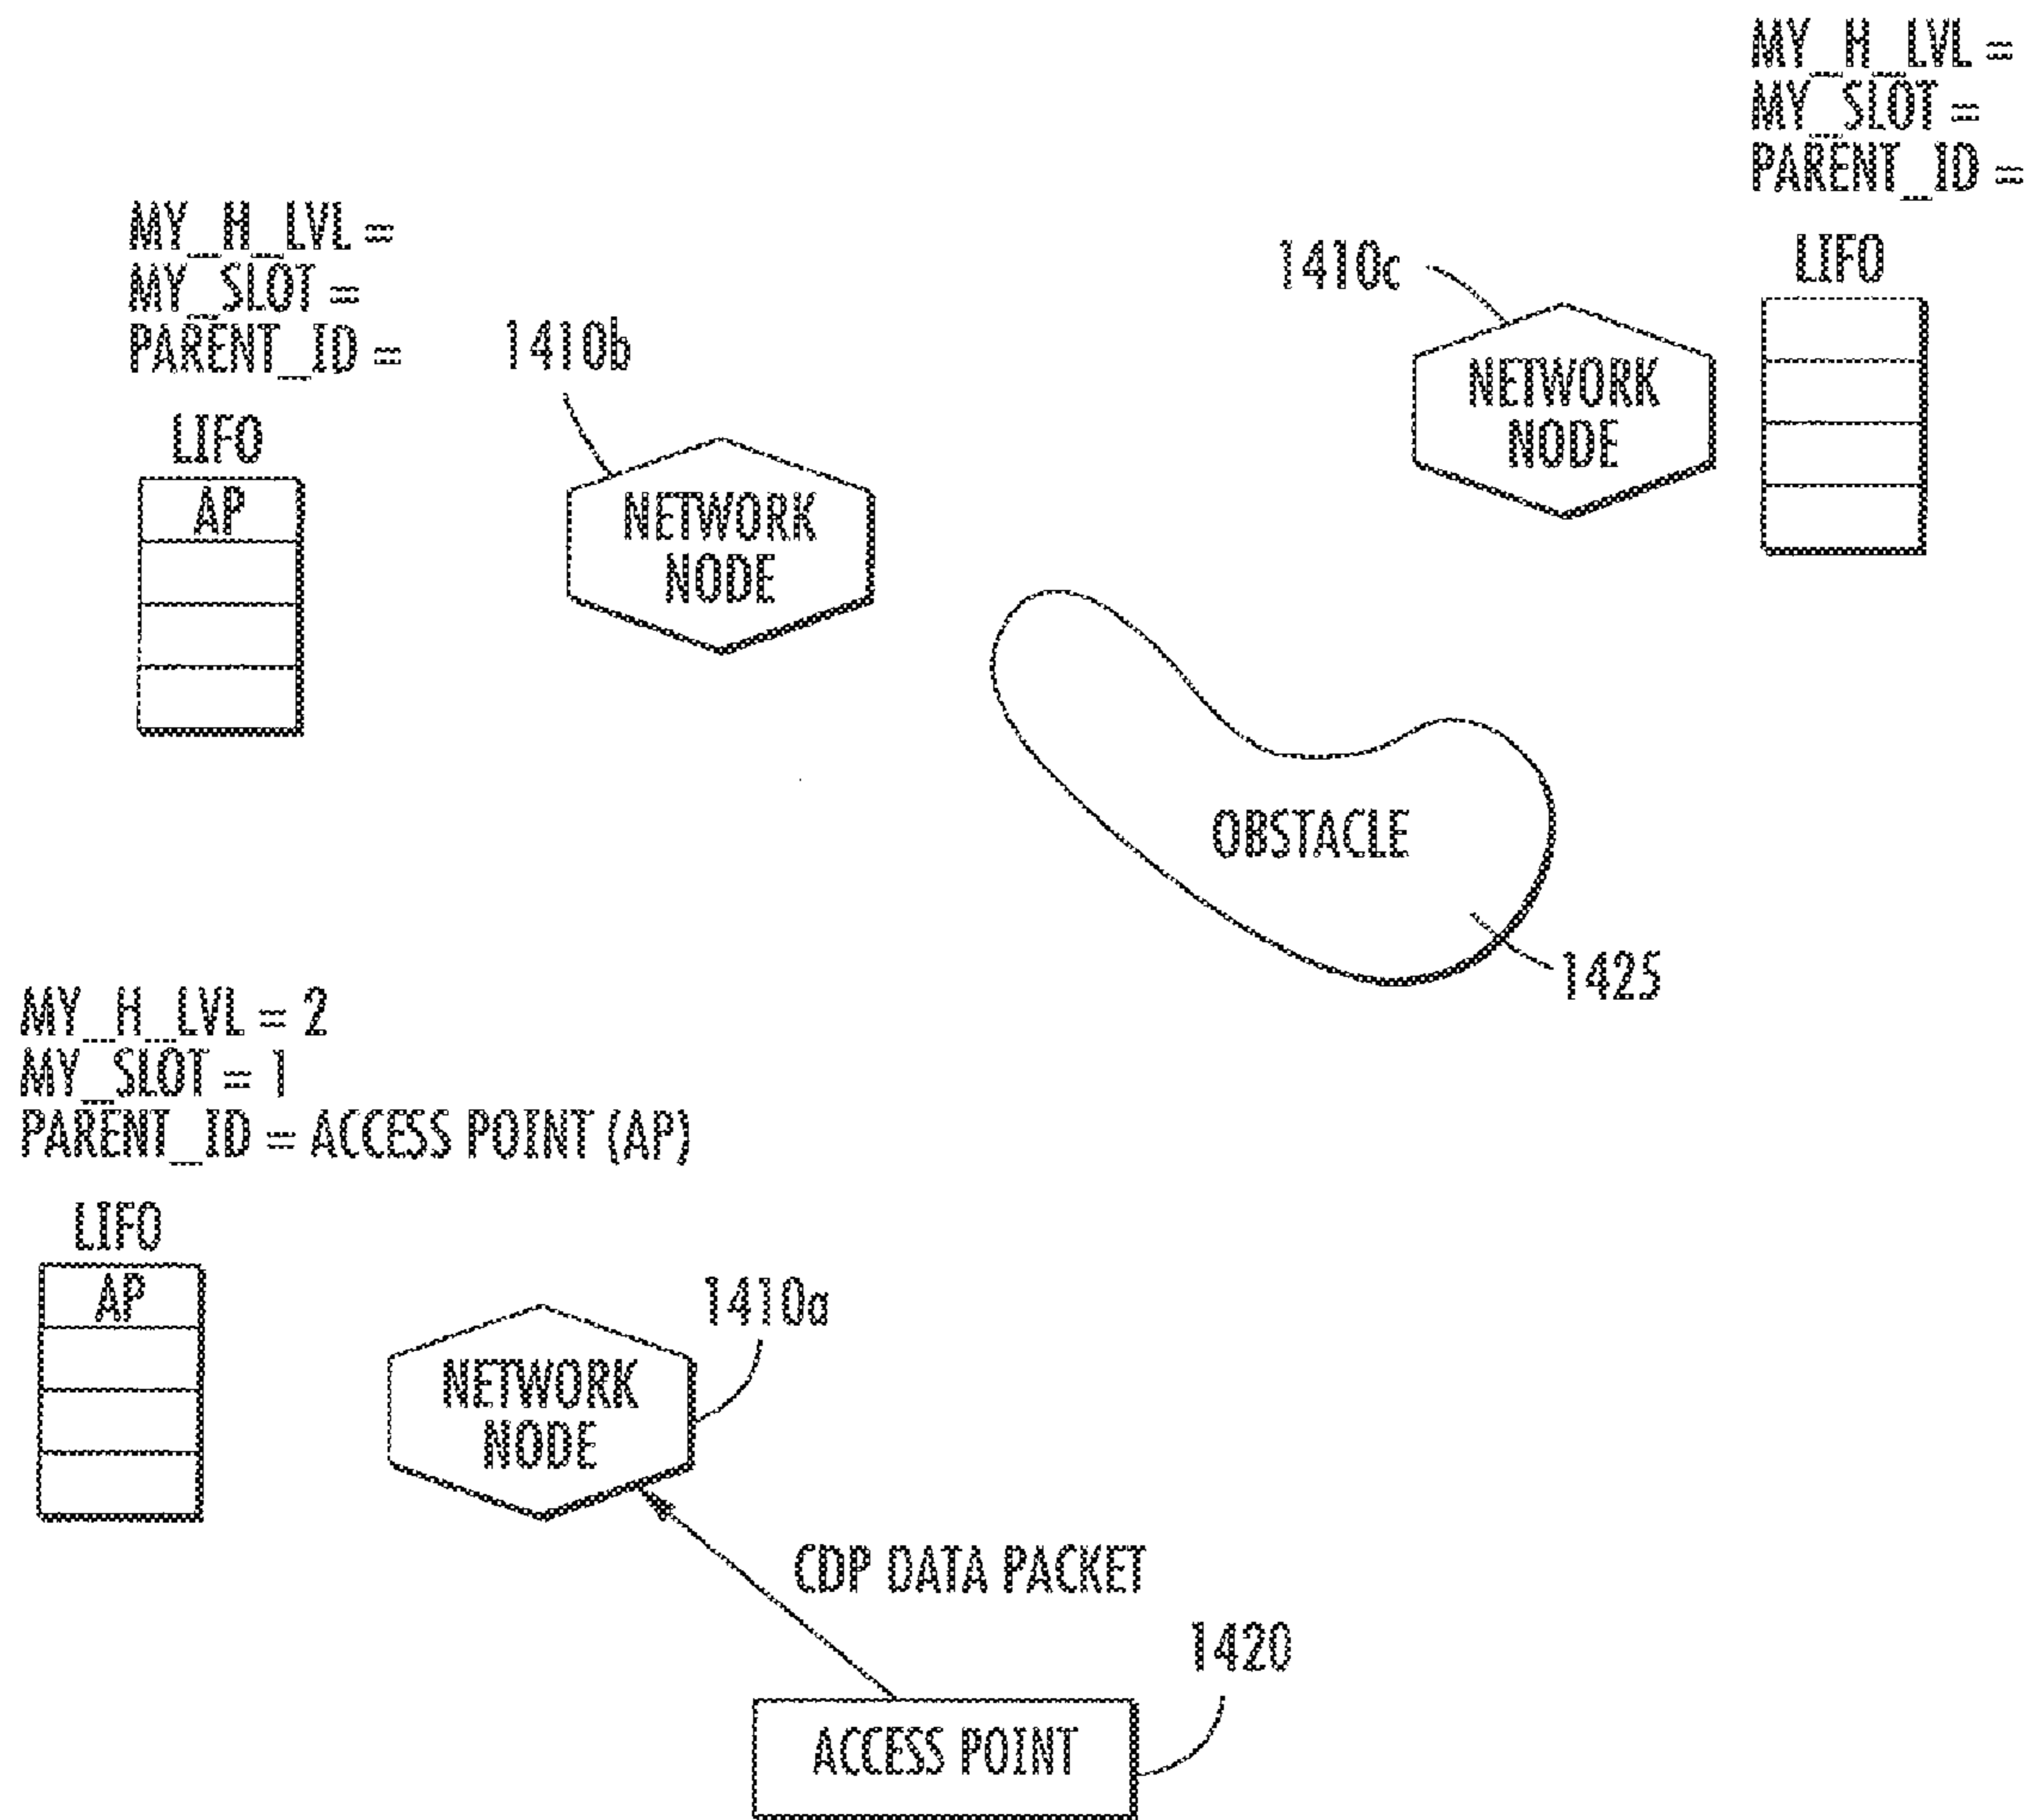 MY_H_LVL =
MY_SLOT =
PARENT_ID =
LIFO
1410c
NETWORK
NODE
MY_H_LVL =
MY_SLOT =
PARENT_ID =
1410b
LIFO
AP
NETWORK
NODE
OBSTACLE
1425
MY_H_LVL = 2
MY_SLOT = 1
PARENT_ID = ACCESS POINT (AP)
LIFO
AP
1410a
NETWORK
NODE
CDP DATA PACKET
1420
ACCESS POINT